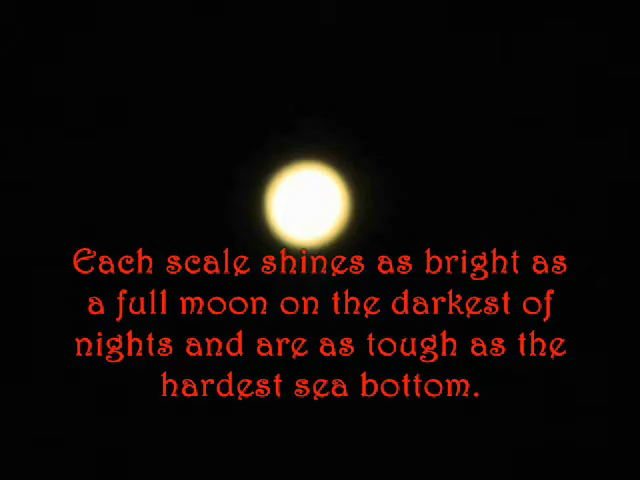 Each scale shines as bright as
a full moon on the darkest of
nights and are as tough as the
hardest sea bottom.